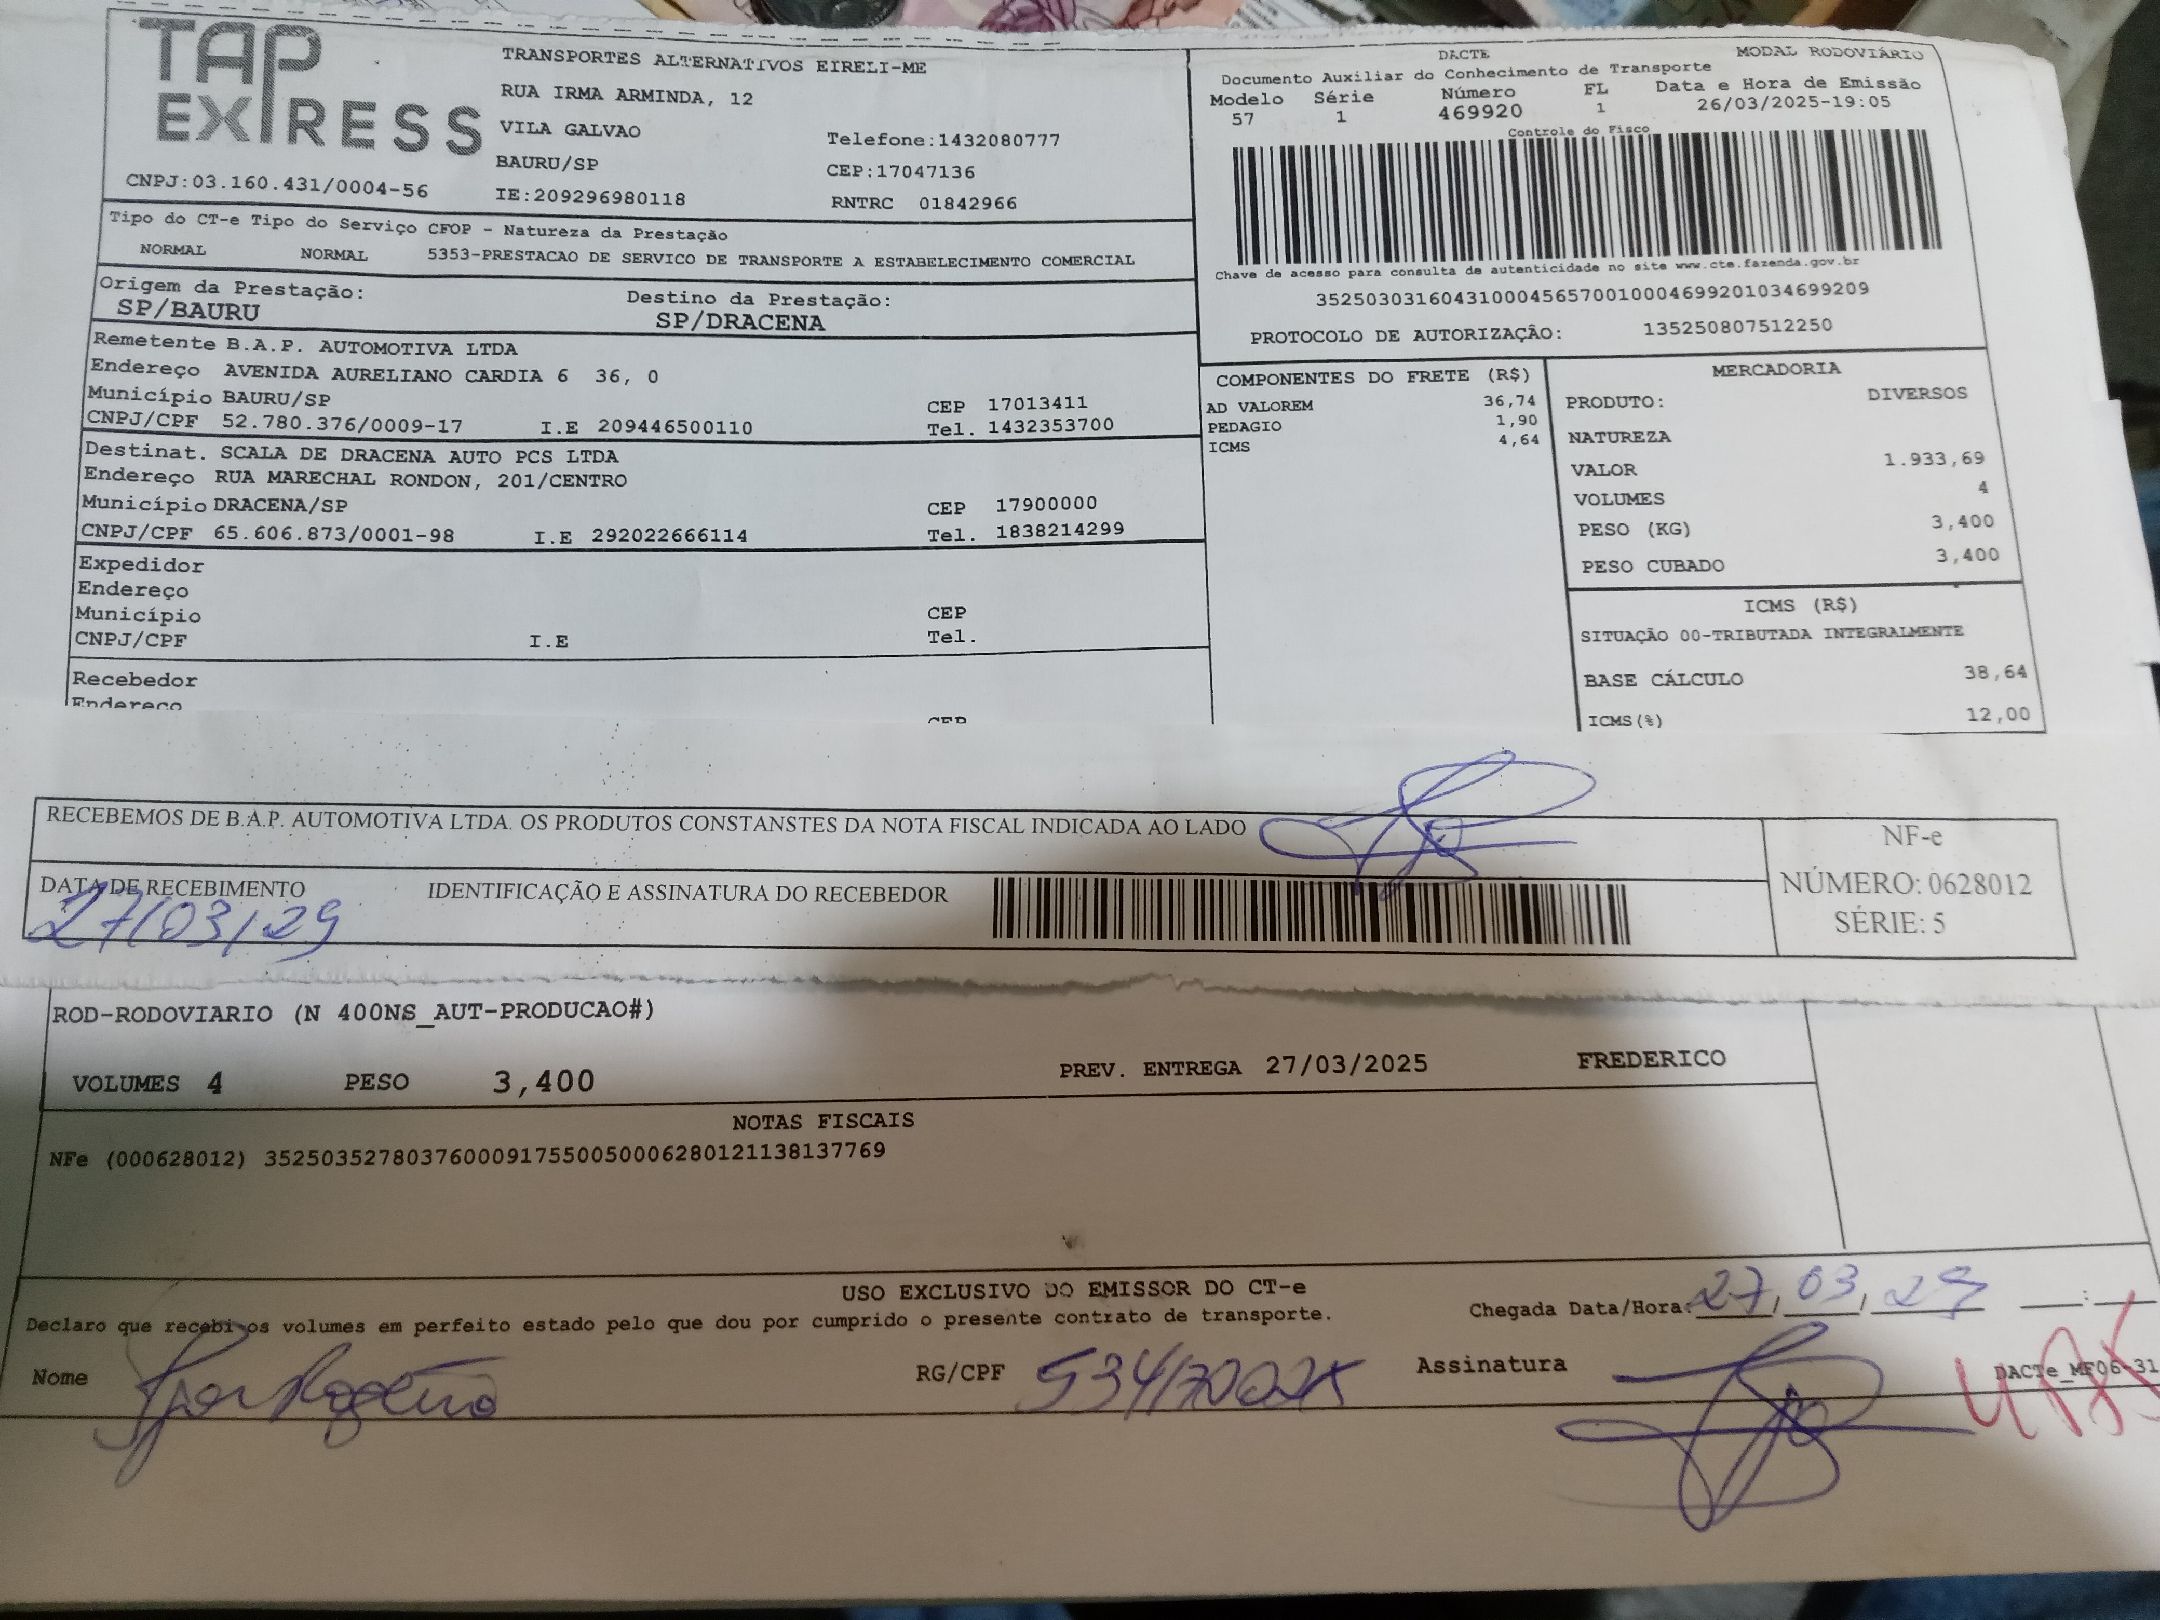 TAP EXPRESS
TRANSPORTES ALTERNATIVOS EIRELI-ME
RUA IRMA ARMINDA, 12
VILA GALVAO Telefone:1432080777
BAURU/SP CEP:17047136
CNPJ:03.160.431/0004-56 IE:209296980118 RNTRC 01842966
DACTE MODAL RODOVIÁRIO
Documento Auxiliar do Conhecimento de Transporte
Modelo Série Número FL Data e Hora de Emissão
57 1 469920 1 26/03/2025-19:05
Controle do Fisco
Chave de acesso para consulta de autenticidade no site www.cte.fazenda.gov.br
35250303160431000456570010004699201034699209
PROTOCOLO DE AUTORIZAÇÃO: 135250807512250
Tipo do CT-e Tipo do Serviço CFOP - Natureza da Prestação
NORMAL NORMAL 5353-PRESTACAO DE SERVICO DE TRANSPORTE A ESTABELECIMENTO COMERCIAL
Origem da Prestação: Destino da Prestação:
SP/BAURU SP/DRACENA
Remetente B.A.P. AUTOMOTIVA LTDA
Endereço AVENIDA AURELIANO CARDIA 6 36, 0
Município BAURU/SP CEP 17013411
CNPJ/CPF 52.780.376/0009-17 I.E 209446500110 Tel. 1432353700
Destinat. SCALA DE DRACENA AUTO PCS LTDA
Endereço RUA MARECHAL RONDON, 201/CENTRO
Município DRACENA/SP CEP 17900000
CNPJ/CPF 65.606.873/0001-98 I.E 292022666114 Tel. 1838214299
Expedidor
Endereço
Município CEP
CNPJ/CPF I.E Tel.
Recebedor
Endereço CEP
COMPONENTES DO FRETE (R$)
AD VALOREM 36,74
PEDAGIO 1,90
ICMS 4,64
MERCADORIA
PRODUTO: DIVERSOS
NATUREZA
VALOR 1.933,69
VOLUMES 4
PESO (KG) 3,400
PESO CUBADO 3,400
ICMS (R$)
SITUAÇÃO 00-TRIBUTADA INTEGRALMENTE
BASE CÁLCULO 38,64
ICMS(%) 12,00
RECEBEMOS DE B.A.P. AUTOMOTIVA LTDA. OS PRODUTOS CONSTANSTES DA NOTA FISCAL INDICADA AO LADO
DATA DE RECEBIMENTO IDENTIFICAÇÃO E ASSINATURA DO RECEBEDOR
27/03/25
NF-e
NÚMERO: 0628012
SÉRIE: 5
ROD-RODOVIARIO (N 400NS_AUT-PRODUCAO#)
VOLUMES 4 PESO 3,400 PREV. ENTREGA 27/03/2025 FREDERICO
NOTAS FISCAIS
NFe (000628012) 35250352780376000917550050006280121138137769
USO EXCLUSIVO DO EMISSOR DO CT-e
Declaro que recebi os volumes em perfeito estado pelo que dou por cumprido o presente contrato de transporte.
Chegada Data/Hora: 27/03/25 __:__
Nome RG/CPF Assinatura DACTe_MF06-31